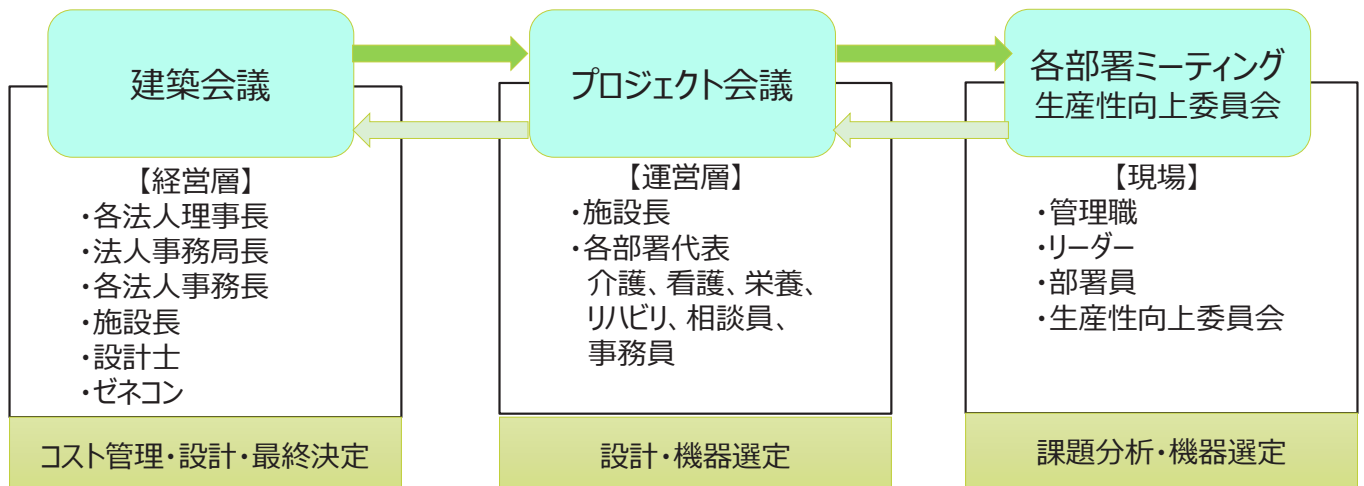 建築会議
【経営層】
・各法人理事長
・法人事務局長
・各法人事務長
・施設長
・設計士
・ゼネコン
コスト管理・設計・最終決定
プロジェクト会議
【運営層】
・施設長
・各部署代表
介護、看護、栄養、
リハビリ、相談員、
事務員
設計・機器選定
各部署ミーティング
生産性向上委員会
【現場】
・管理職
・リーダー
・部署員
・生産性向上委員会
課題分析・機器選定